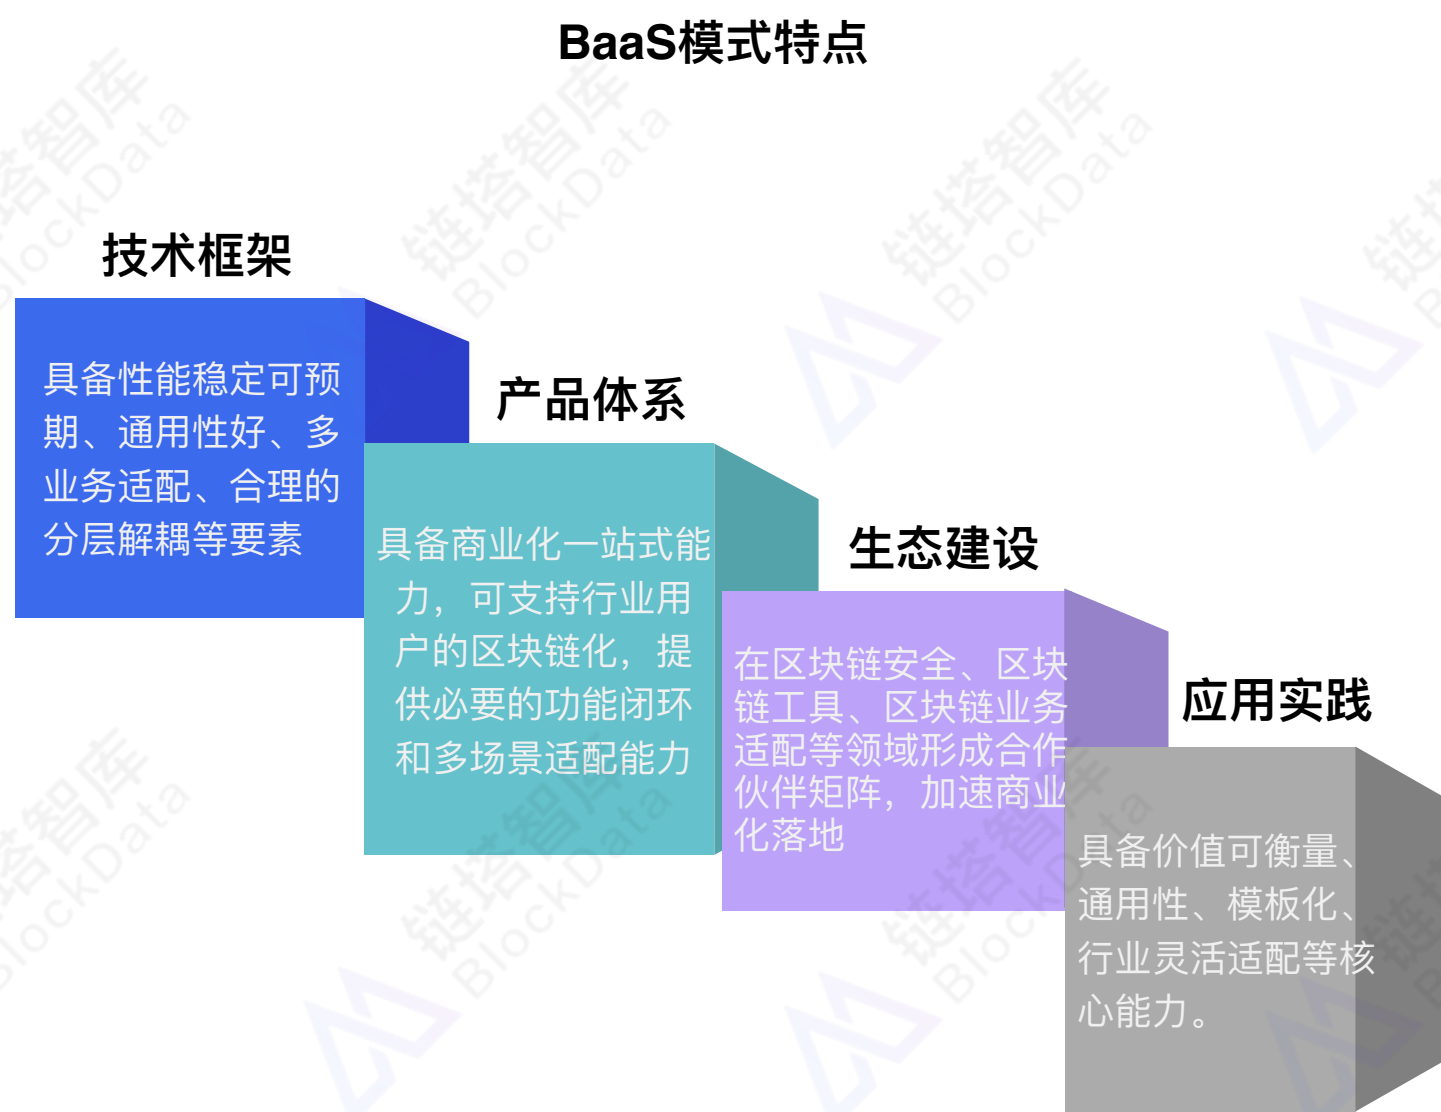 BaaS模式特点
技术框架
具备性能稳定可预
期、通用性好、多
业务适配、合理的
分层解耦等要素
产品体系
具备商业化一站式能
力，可支持行业用
户的区块链化，提
供必要的功能闭环
和多场景适配能力
生态建设
在区块链安全、区块
链工具、区块链业务
适配等领域形成合作
伙伴矩阵，加速商业
化落地
应用实践
具备价值可衡量、
通用性、模板化、
行业灵活适配等核
心能力。
链塔智库
BlockData